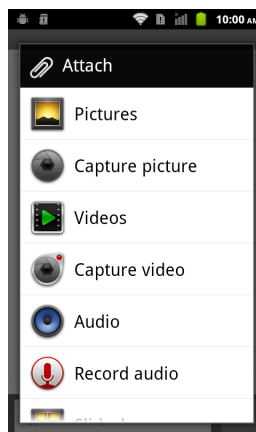 10:00 AM
Attach
Pictures
Capture picture
Videos
Capture video
Audio
Record audio